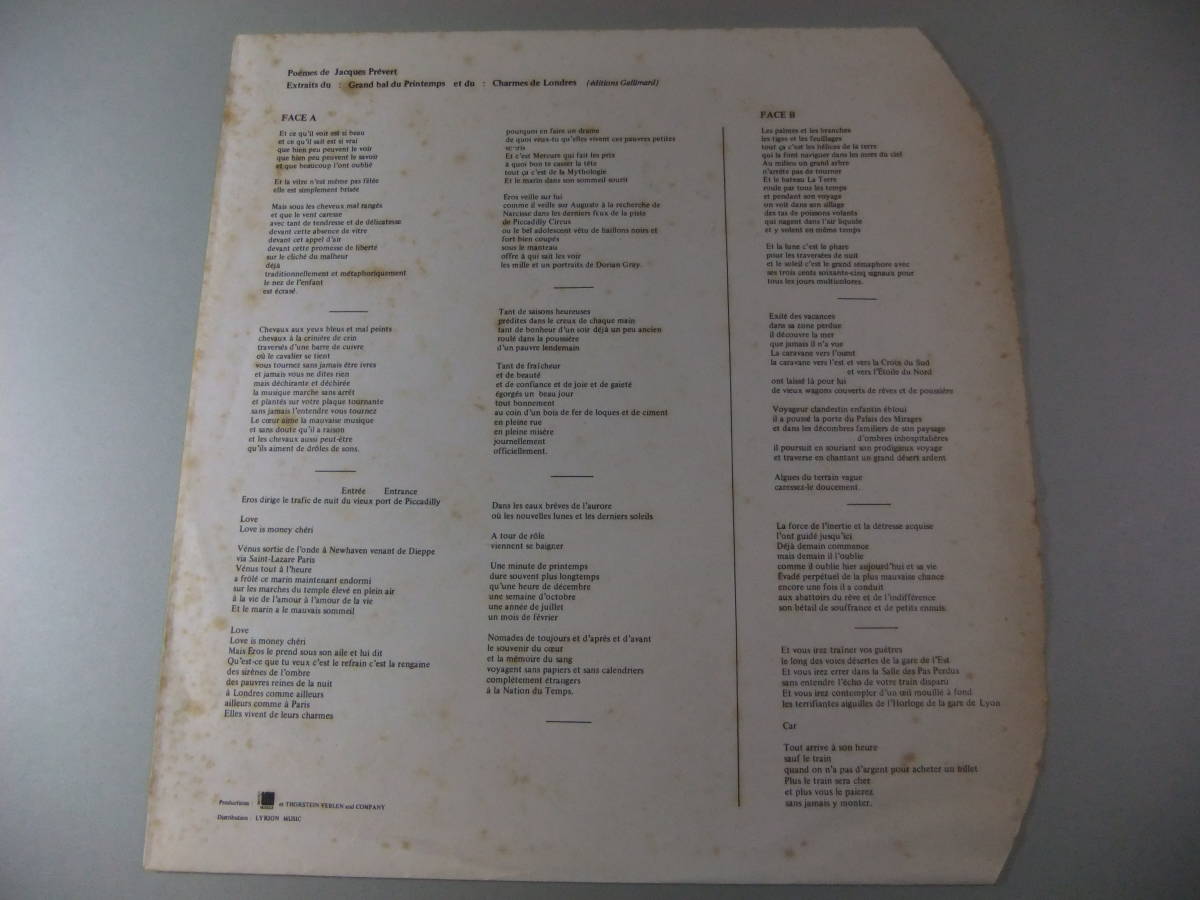 Poèmes de Jacques Prévert
Extraits du : Grand bal du Printemps et du : Charmes de Londres (éditions Gallimard)
FACE A
Et ce qu'il voit est si beau
et ce qu'il sait est si vrai
que bien peu peuvent le voir
que bien peu peuvent le savoir
et que beaucoup l'ont oublié
Et la vitre n'est même pas fêlée
elle est simplement brisée
Mais sous les cheveux mal rangés
et que le vent caresse
avec tant de tendresse et de délicatesse
devant cette absence de vitre
devant cet appel d'air
devant cette promesse de liberté
sur le cliché du malheur
déjà
traditionnellement et métaphoriquement
le nez de l'enfant
est écrasé.
Chevaux aux yeux bleus et mal peints
chevaux à la crinière de crin
traversés d'une barre de cuivre
où le cavalier se tient
vous tournez sans jamais être ivres
et jamais vous ne dites rien
mais déchirante et déchirée
la musique marche sans arrêt
et plantés sur votre plaque tournante
sans jamais l'entendre vous tournez
Le cœur aime la mauvaise musique
et sans doute qu'il a raison
et les chevaux aussi peut-être
qu'ils aiment de drôles de sons.
Entrée Entrance
Eros dirige le trafic de nuit du vieux port de Piccadilly
Love
Love is money chéri
Vénus sortie de l'onde à Newhaven venant de Dieppe
via Saint-Lazare Paris
Vénus tout à l'heure
a frôlé ce marin maintenant endormi
sur les marches du temple élevé en plein air
à la vie de l'amour à l'amour de la vie
Et le marin a le mauvais sommeil
Love
Love is money chéri
Mais Eros le prend sous son aile et lui dit
Qu'est-ce que tu veux c'est le refrain c'est la rengaine
des sirènes de l'ombre
des pauvres reines de la nuit
à Londres comme ailleurs
ailleurs comme à Paris
Elles vivent de leurs charmes
pourquoi en faire un drame
de quoi veux-tu qu'elles vivent ces pauvres petites
souris
Et c'est Mercure qui fait les prix
à quoi bon te casser la tête
tout ça c'est de la Mythologie
Et le marin dans son sommeil sourit
Eros veille sur lui
comme il veille sur Auguste à la recherche de
Narcisse dans les derniers feux de la piste
de Piccadilly Circus
ou le bel adolescent vêtu de haillons noirs et
fort bien coupés
sous le manteau
offre à qui sait les voir
les mille et un portraits de Dorian Gray.
Tant de saisons heureuses
prédites dans le creux de chaque main
tant de bonheur d'un soir déjà un peu ancien
roulé dans la poussière
d'un pauvre lendemain
Tant de fraîcheur
et de beauté
et de confiance et de joie et de gaieté
égorgés un beau jour
tout bonnement
au coin d'un bois de fer de loques et de ciment
en pleine rue
en pleine misère
journellement
officiellement.
Dans les eaux brèves de l'aurore
où les nouvelles lunes et les derniers soleils
A tour de rôle
viennent se baigner
Une minute de printemps
dure souvent plus longtemps
qu'une heure de décembre
une semaine d'octobre
une année de juillet
un mois de février
Nomades de toujours et d'après et d'avant
le souvenir du cœur
et la mémoire du sang
voyagent sans papiers et sans calendriers
complètement étrangers
à la Nation du Temps.
FACE B
Les palmes et les branches
les tiges et les feuillages
tout ça c'est les hélices de la terre
qui la font naviguer dans les mers du ciel
Au milieu un grand arbre
n'arrête pas de tourner
Et le bateau La Terre
roule par tous les temps
et pendant son voyage
on voit dans son sillage
des tas de poissons volants
qui nagent dans l'air liquide
et y volent en même temps
Et la lune c'est le phare
pour les traversées de nuit
et le soleil c'est le grand sémaphore avec
ses trois cents soixante-cinq signaux pour
tous les jours multicolores.
Exilé des vacances
dans sa zone perdue
il découvre la mer
que jamais il n'a vue
La caravane vers l'ouest
la caravane vers l'est et vers la Croix du Sud
et vers l'Étoile du Nord
ont laissé là pour lui
de vieux wagons couverts de rêves et de poussière
Voyageur clandestin enfantin ébloui
il a poussé la porte du Palais des Mirages
et dans les décombres familiers de son paysage
d'ombres inhospitalières
il poursuit en souriant son prodigieux voyage
et traverse en chantant un grand désert ardent
Algues du terrain vague
caressez-le doucement.
La force de l'inertie et la détresse acquise
l'ont guidé jusqu'ici
Déjà demain commence
mais demain il l'oublie
comme il oublie hier aujourd'hui et sa vie
Évadé perpétuel de la plus mauvaise chance
encore une fois il a conduit
aux abattoirs du rêve et de l'indifférence
son bétail de souffrance et de petits ennuis.
Et vous irez traîner vos guêtres
le long des voies désertes de la gare de l'Est
Et vous irez errer dans la Salle des Pas Perdus
sans entendre l'écho de votre train disparu
Et vous irez contempler d'un œil mouillé à fond
les terrifiantes aiguilles de l'Horloge de la gare de Lyon
Car
Tout arrive à son heure
sauf le train
quand on n'a pas d'argent pour acheter un billet
Plus le train sera cher
et plus vous le paierez
sans jamais y monter.
Productions : et THORSTEIN VEBLEN and COMPANY
Distribution : LYRION MUSIC